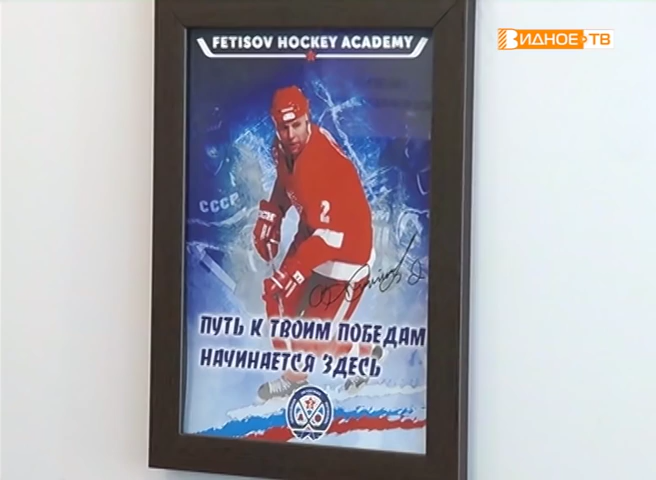 FETISOV HOCKEY ACADEMY
ВИДНОЕ ТВ
СССР
2
ПУТЬ К ТВОИМ ПОБЕДАМ
НАЧИНАЕТСЯ ЗДЕСЬ